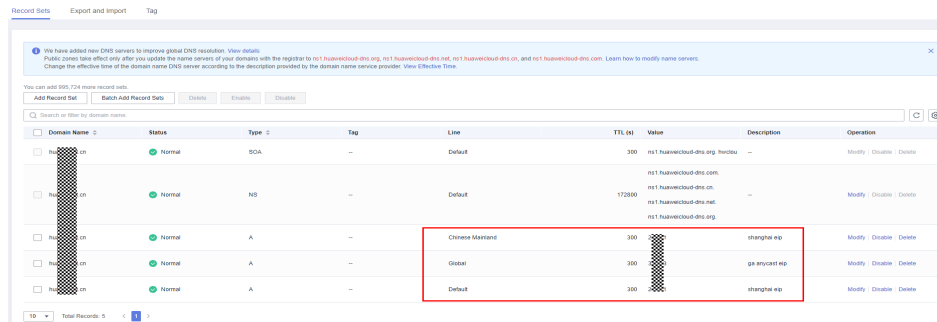 Record Sets Export and Import Tag
We have added new DNS servers to improve global DNS resolution. View details
Public zones take effect only after you update the name servers of your domains with the registrar to ns1.huaweicloud-dns.org, ns1.huaweicloud-dns.net, ns1.huaweicloud-dns.cn, and ns1.huaweicloud-dns.com. Learn how to modify name servers.
Change the effective time of the domain name DNS server according to the description provided by the domain name service provider. View Effective Time.
You can add 995,724 more record sets.
Add Record Set Batch Add Record Sets Delete Enable Disable
Search or filter by domain name.
Domain Name Status Type Tag Line TTL (s) Value Description Operation
.cn Normal SOA -- Default 300 ns1.huaweicloud-dns.org. hwclou -- Modify | Disable | Delete
ns1.huaweicloud-dns.com.
ns1.huaweicloud-dns.cn.
.cn Normal NS -- Default 172800 -- Modify | Disable | Delete
ns1.huaweicloud-dns.net.
ns1.huaweicloud-dns.org.
.cn Normal A -- Chinese Mainland 300 shanghai eip Modify | Disable | Delete
.cn Normal A -- Global 300 ga anycast eip Modify | Disable | Delete
.cn Normal A -- Default 300 shanghai eip Modify | Disable | Delete
10 Total Records: 5 < 1 >